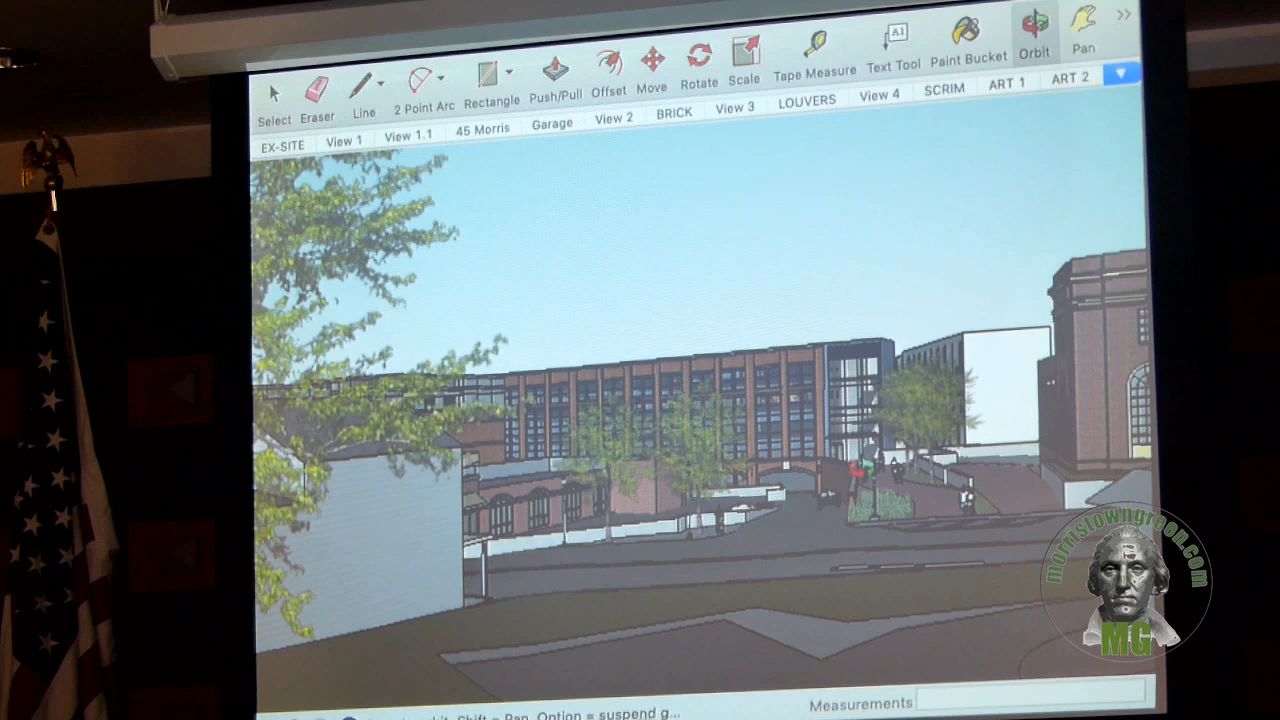 Select Eraser Line 2 Point Arc Rectangle Push/Pull Offset Move Rotate Scale Tape Measure Text Tool Paint Bucket Orbit Pan
A1
EX-SITE View 1 View 1.1 45 Morris Garage View 2 BRICK View 3 LOUVERS View 4 SCRIM ART 1 ART 2
morristowngreen.com
MG
Shift = Pan, Option = suspend g...
Measurements